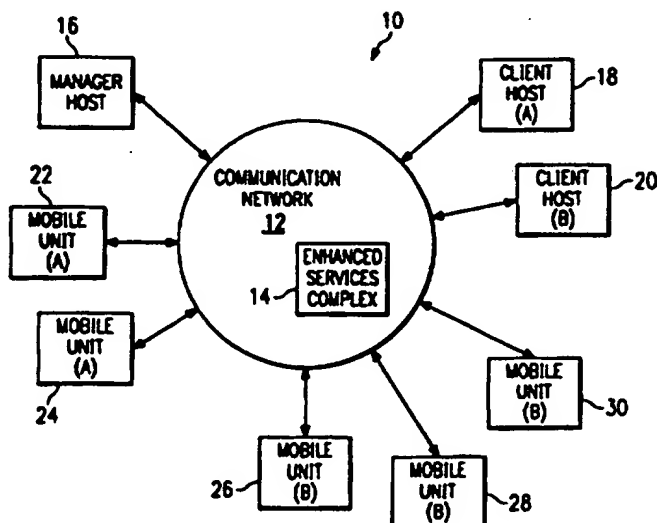 16
10
MANAGER
HOST
CLIENT
HOST
(A)
18
22
COMMUNICATION
NETWORK
12
CLIENT
HOST
(B)
20
MOBILE
UNIT
(A)
14
ENHANCED
SERVICES
COMPLEX
MOBILE
UNIT
(A)
24
MOBILE
UNIT
(B)
30
26
MOBILE
UNIT
(B)
MOBILE
UNIT
(B)
28